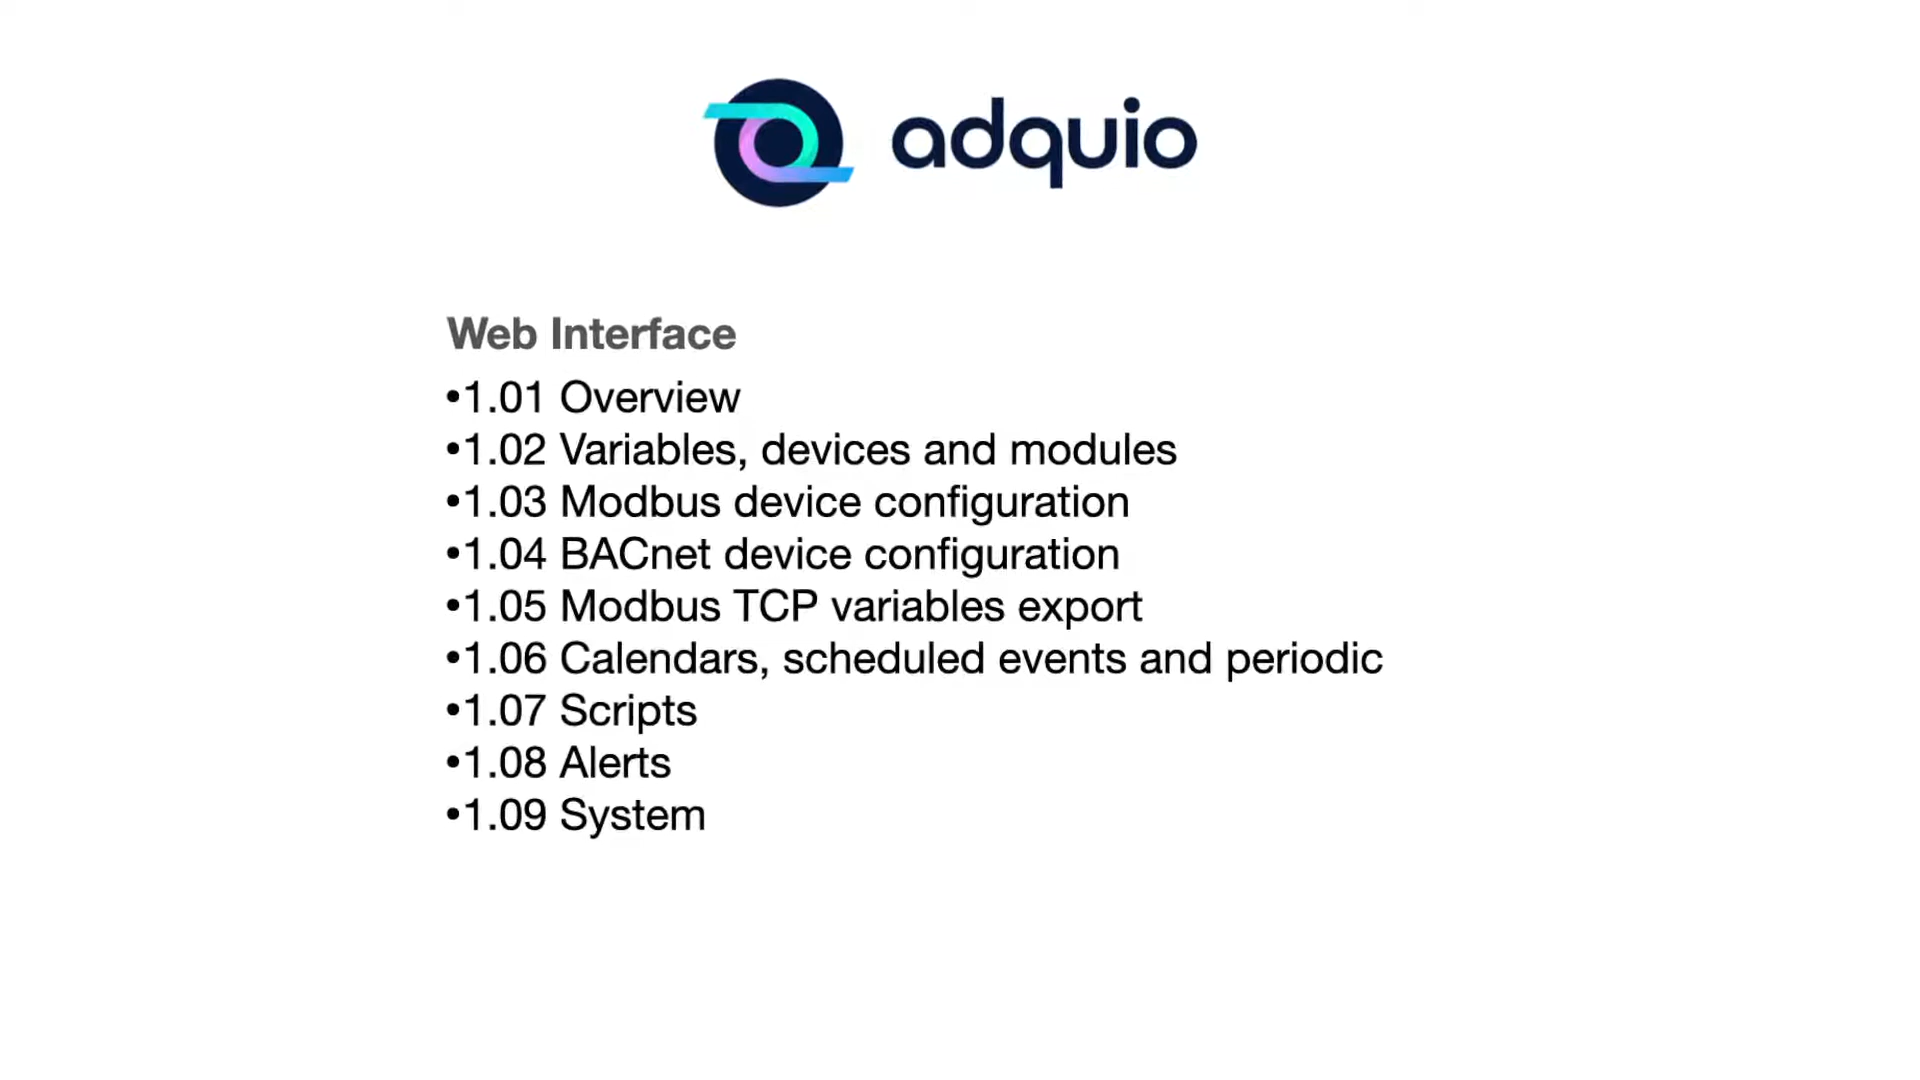 adquio
Web Interface
•1.01 Overview
•1.02 Variables, devices and modules
•1.03 Modbus device configuration
•1.04 BACnet device configuration
•1.05 Modbus TCP variables export
•1.06 Calendars, scheduled events and periodic
•1.07 Scripts
•1.08 Alerts
•1.09 System